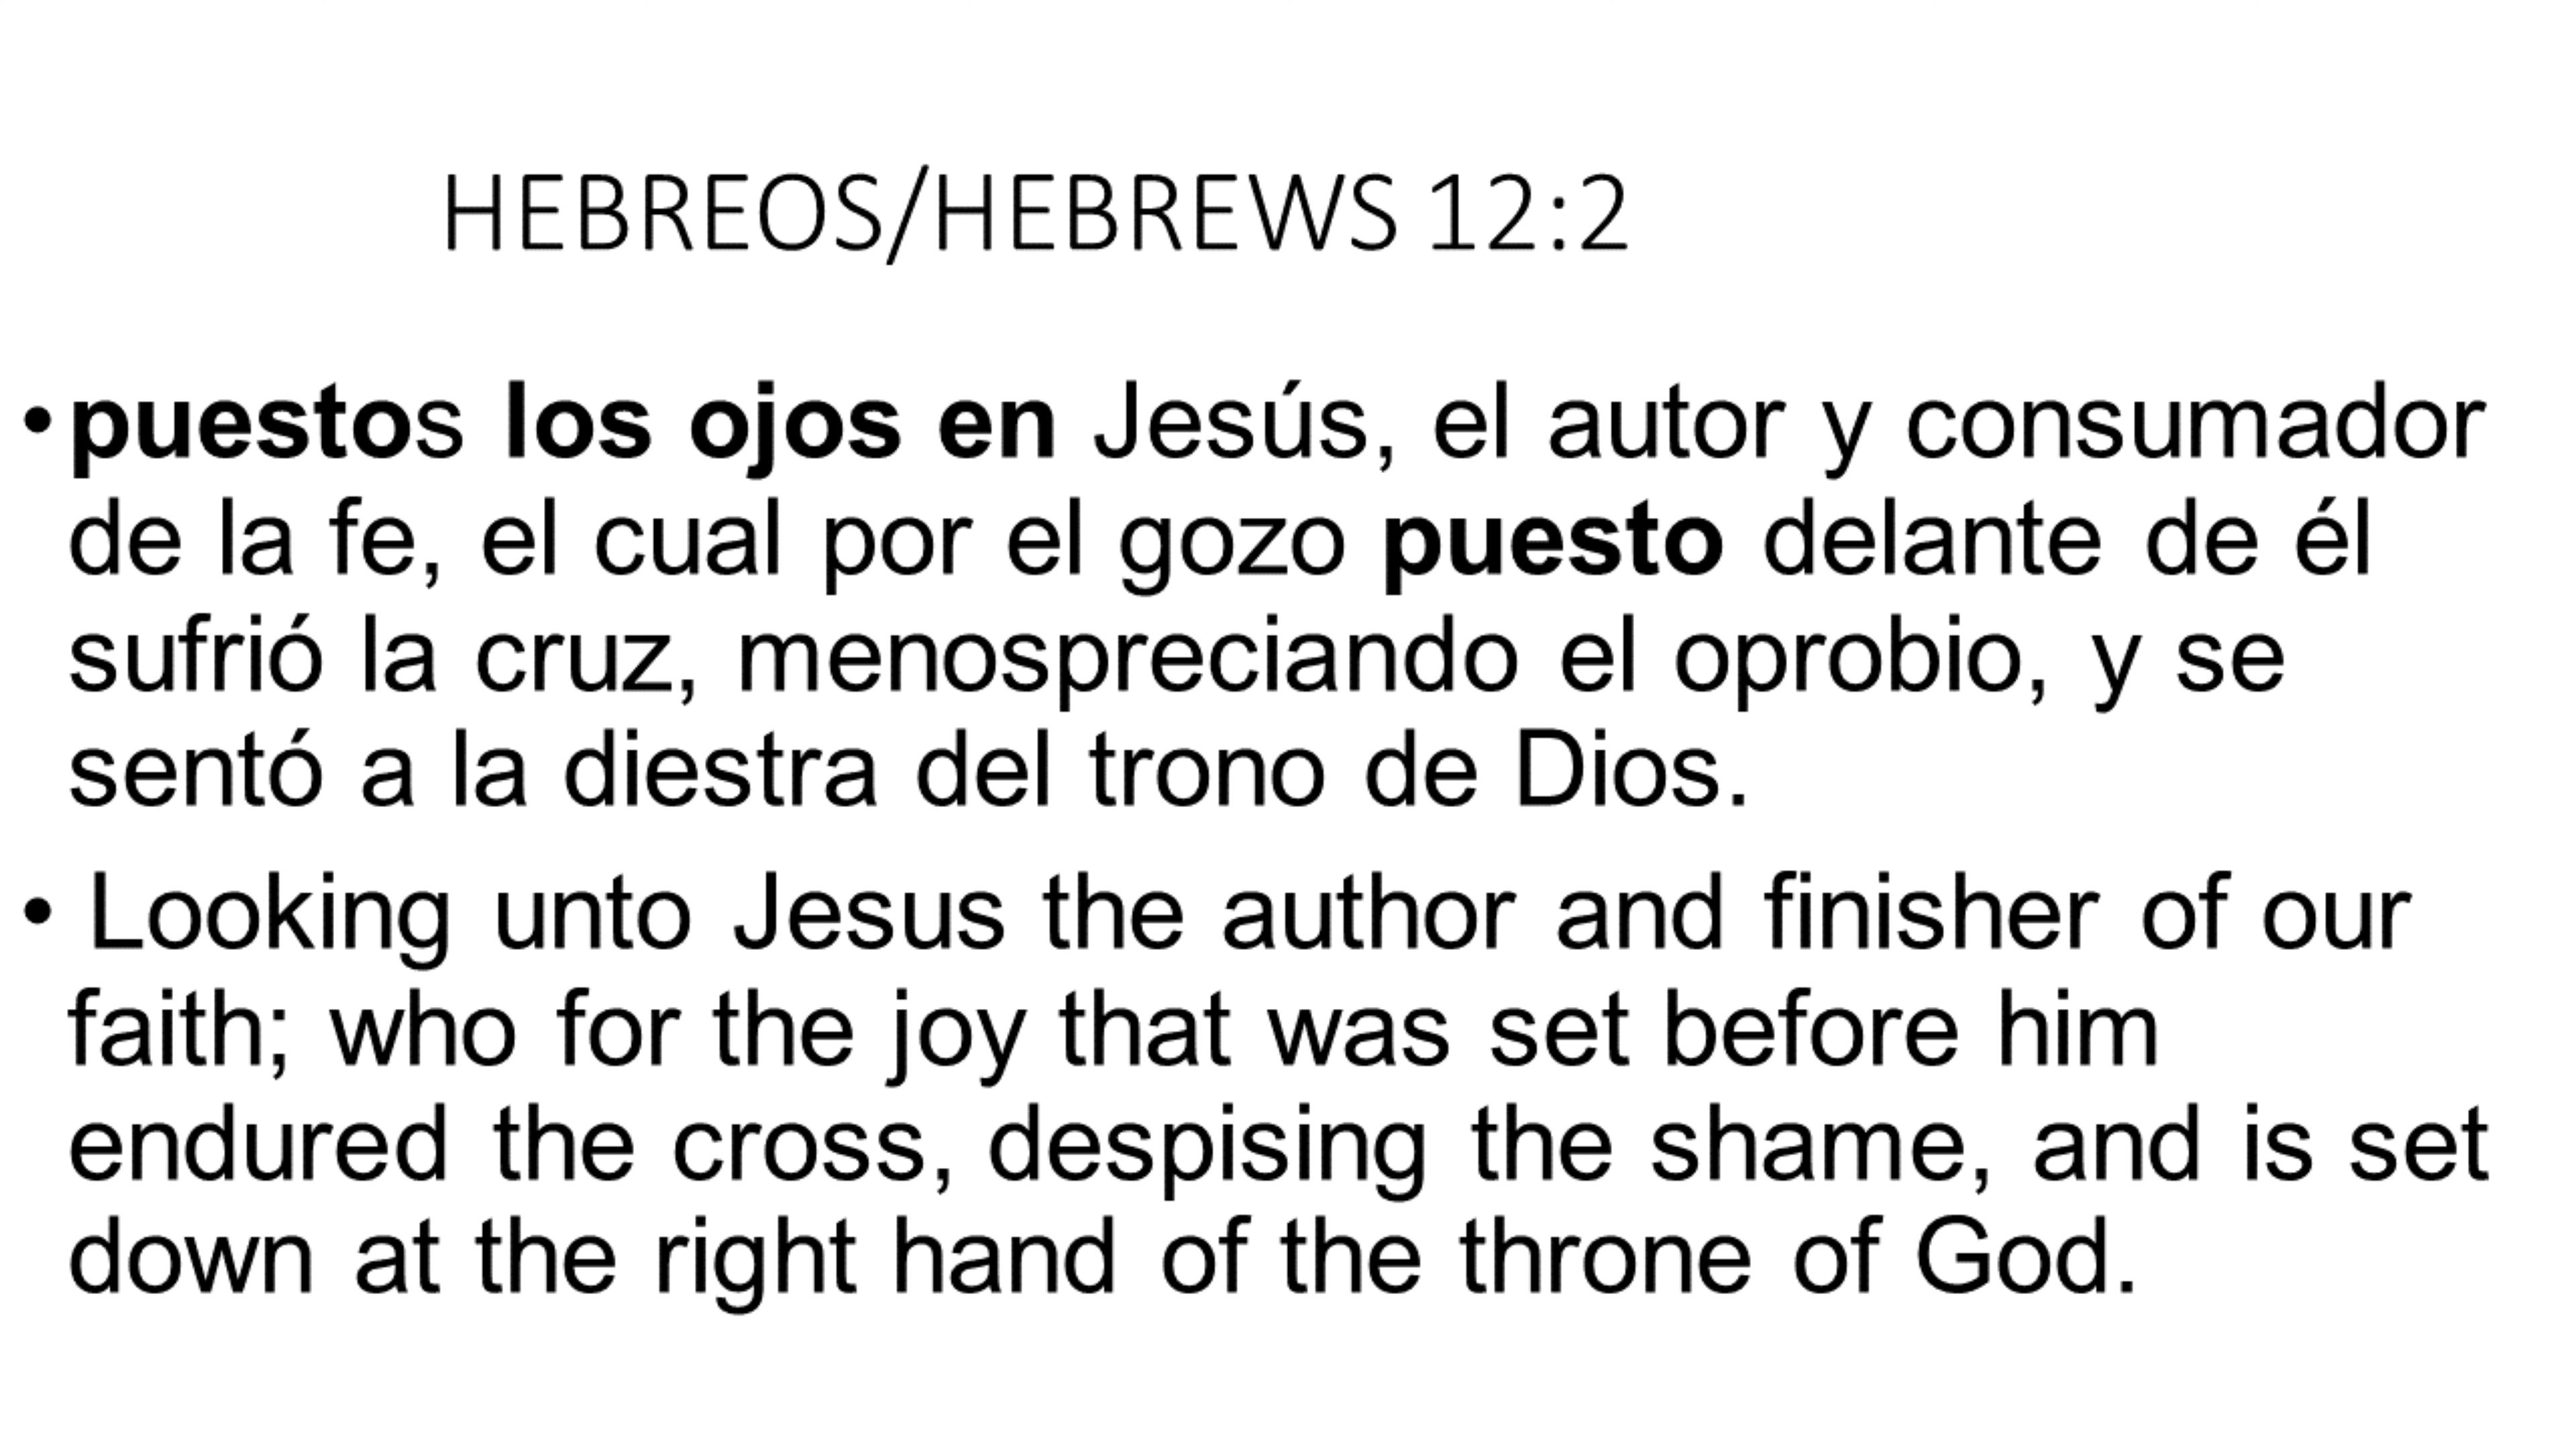 HEBREOS/HEBREWS 12:2
• puestos los ojos en Jesús, el autor y consumador
de la fe, el cual por el gozo puesto delante de él
sufrió la cruz, menospreciando el oprobio, y se
sentó a la diestra del trono de Dios.
• Looking unto Jesus the author and finisher of our
faith; who for the joy that was set before him
endured the cross, despising the shame, and is set
down at the right hand of the throne of God.